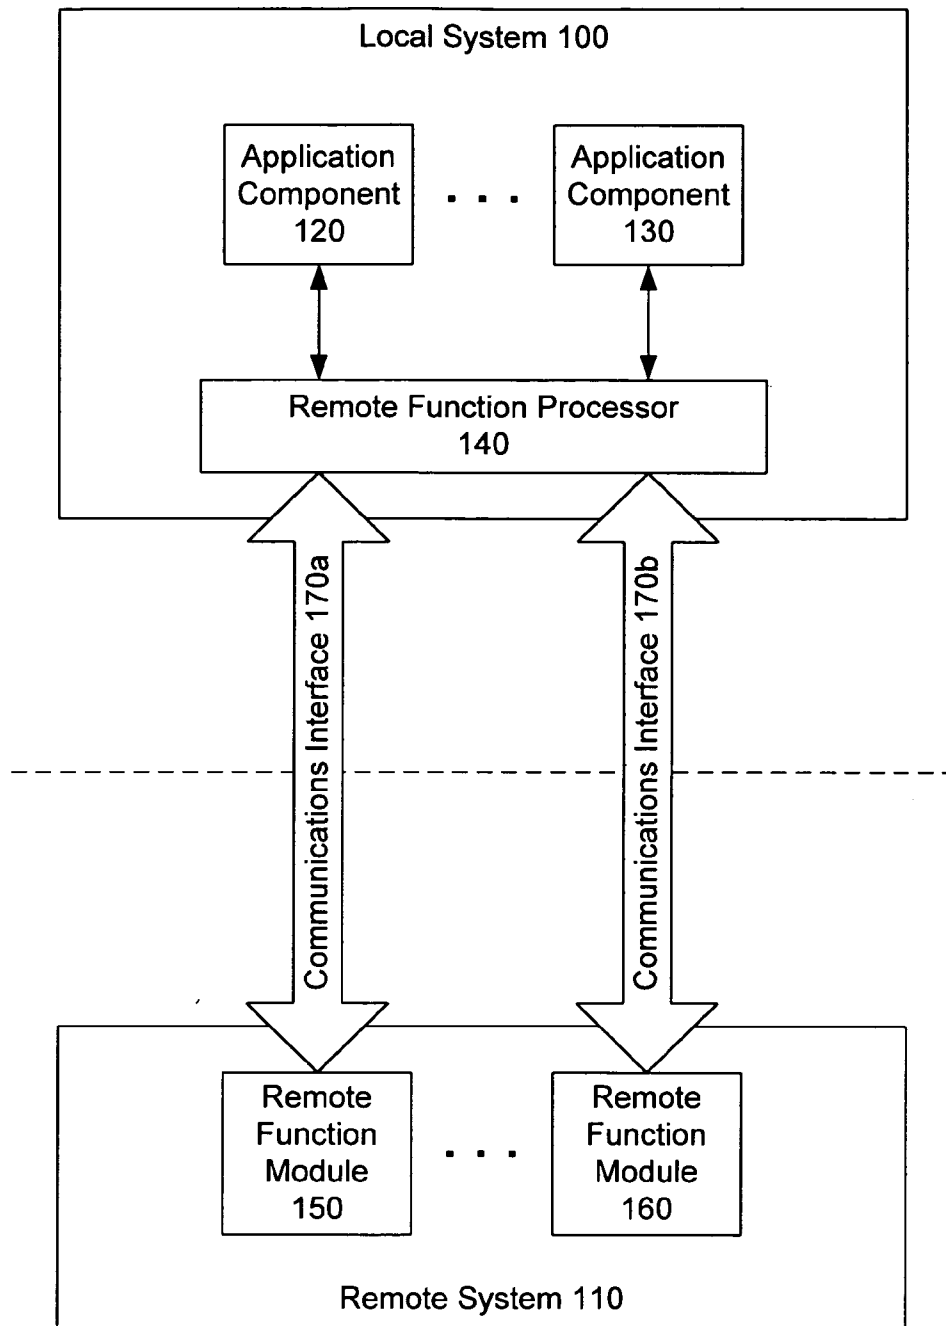 Local System 100
Application
Component
120
. . .
Application
Component
130
Remote Function Processor
140
Communications Interface 170a
Communications Interface 170b
Remote
Function
Module
150
. . .
Remote
Function
Module
160
Remote System 110